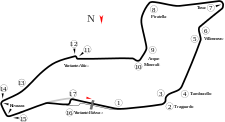 Tosa
7
8
Piratella
N
6
Villeneuve
5
12
11
9
Variante Alta
Acque
Minerali
10
13
14
4
Tamburello
17
3
Rivazza
1
2
Traguardo
16
Variante Bassa
15